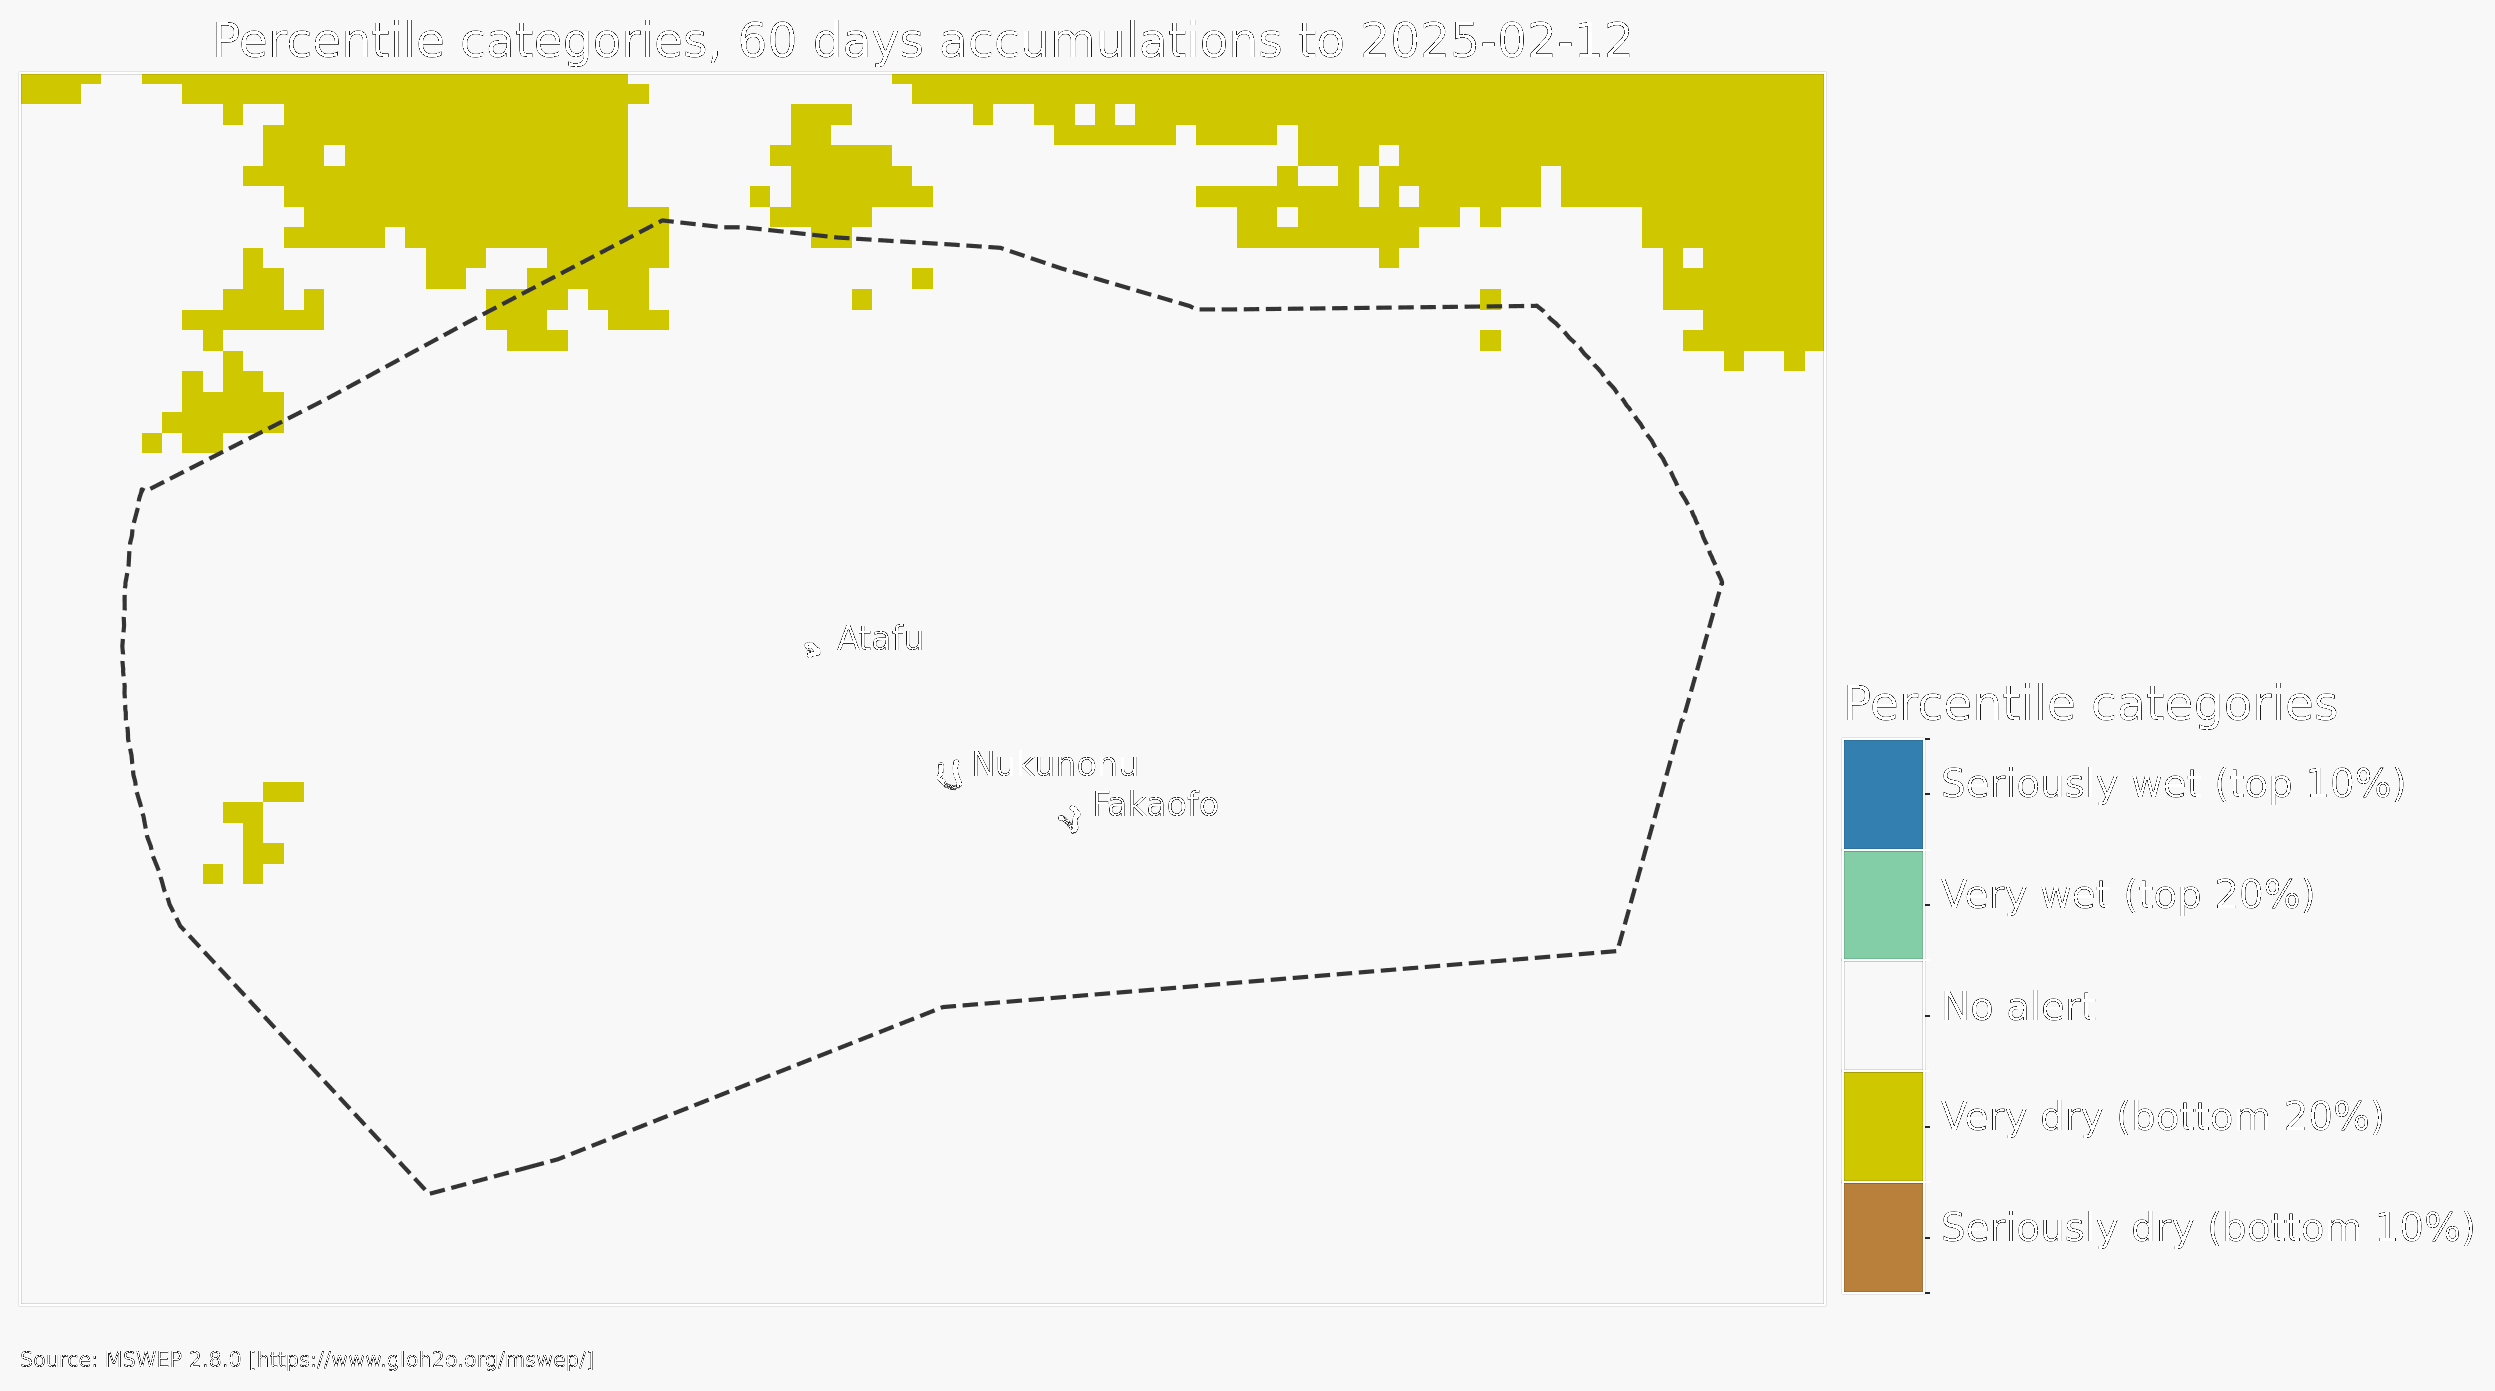 Percentile categories, 60 days accumulations to 2025-02-12
Atafu
Nukunonu
Fakaofo
Percentile categories
Seriously wet (top 10%)
Very wet (top 20%)
No alert
Very dry (bottom 20%)
Seriously dry (bottom 10%)
Source: MSWEP 2.8.0 [https://www.gloh2o.org/mswep/]